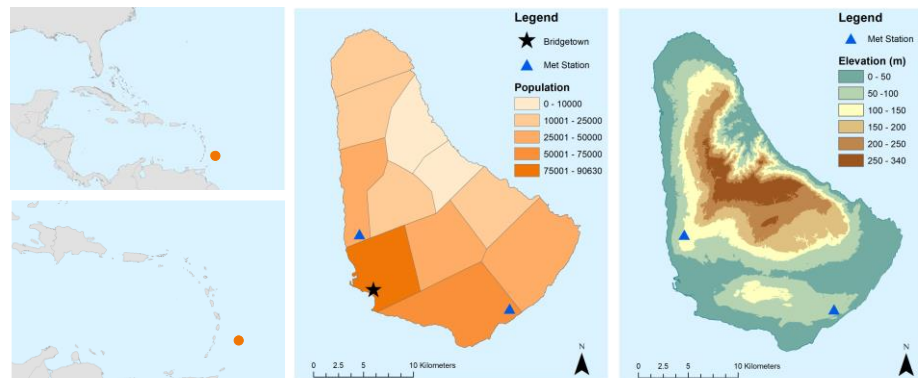 Legend
Bridgetown
Met Station
Population
0 - 10000
10001 - 25000
25001 - 50000
50001 - 75000
75001 - 90630
N
0 2.5 5 10 Kilometers
Legend
Met Station
Elevation (m)
0 - 50
50 -100
100 - 150
150 - 200
200 - 250
250 - 340
N
0 2.5 5 10 Kilometers